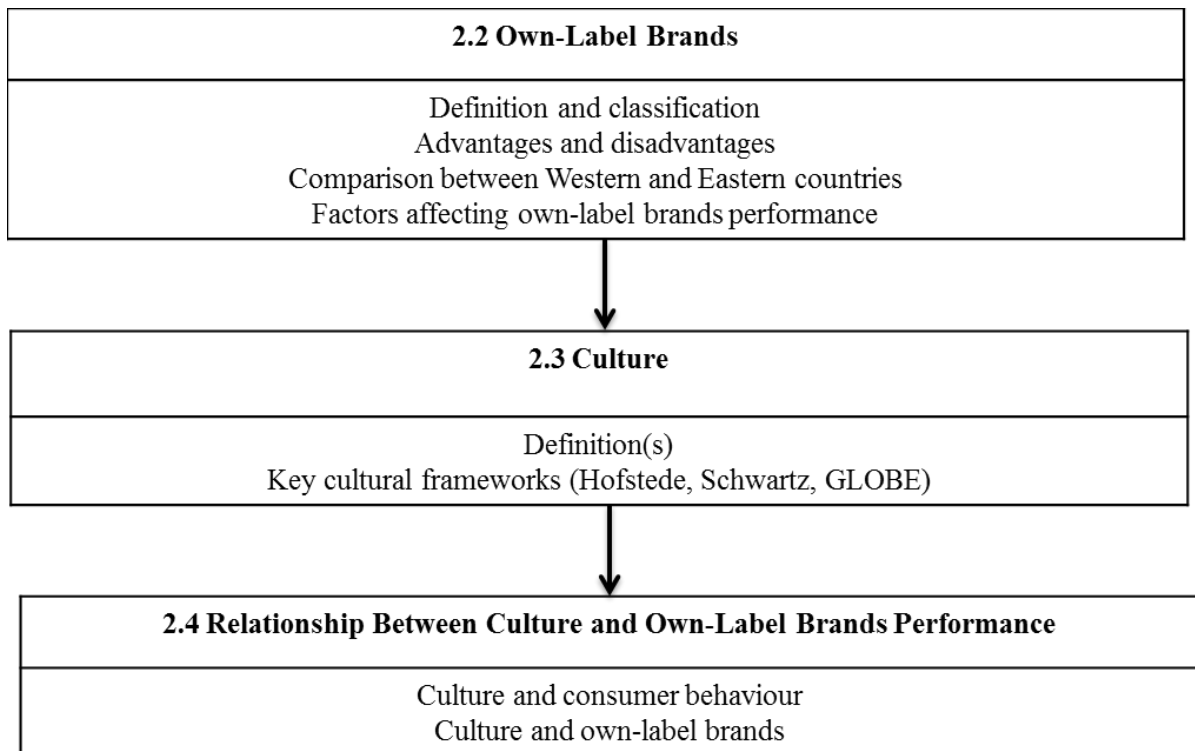 2.2 Own-Label Brands
Definition and classification
Advantages and disadvantages
Comparison between Western and Eastern countries
Factors affecting own-label brands performance
2.3 Culture
Definition(s)
Key cultural frameworks (Hofstede, Schwartz, GLOBE)
2.4 Relationship Between Culture and Own-Label Brands Performance
Culture and consumer behaviour
Culture and own-label brands